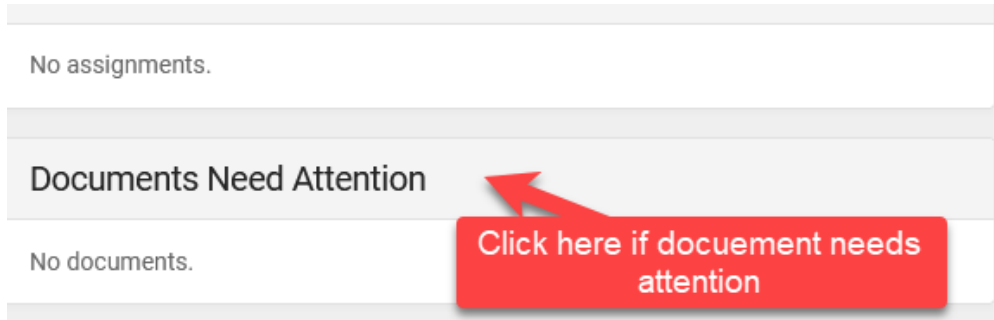 No assignments.
Documents Need Attention
Click here if docuement needs
attention
No documents.